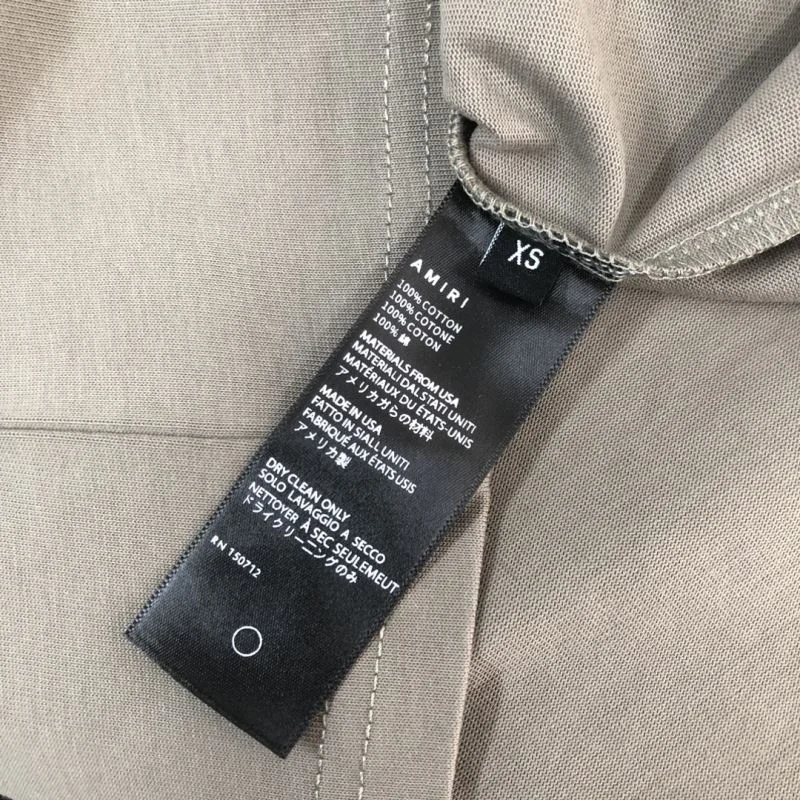 XS
AMIRI
100% COTTON
100% COTONE
100% COTON
100% 綿
MATERIALS FROM USA
MATERIALI DAL STATI UNITI
MATÉRIAUX DU ÉTATS-UNIS
アメリカガらの材料
MADE IN USA
FATTO IN SIALL UNITI
FABRIQUÉ AUX ÉTATS USIS
アメリカ製
DRY CLEAN ONLY
SOLO LAVAGGIO A SECCO
NETTOYER À SEC SEULEMEUT
ドライクリーニングのみ
RN 150712